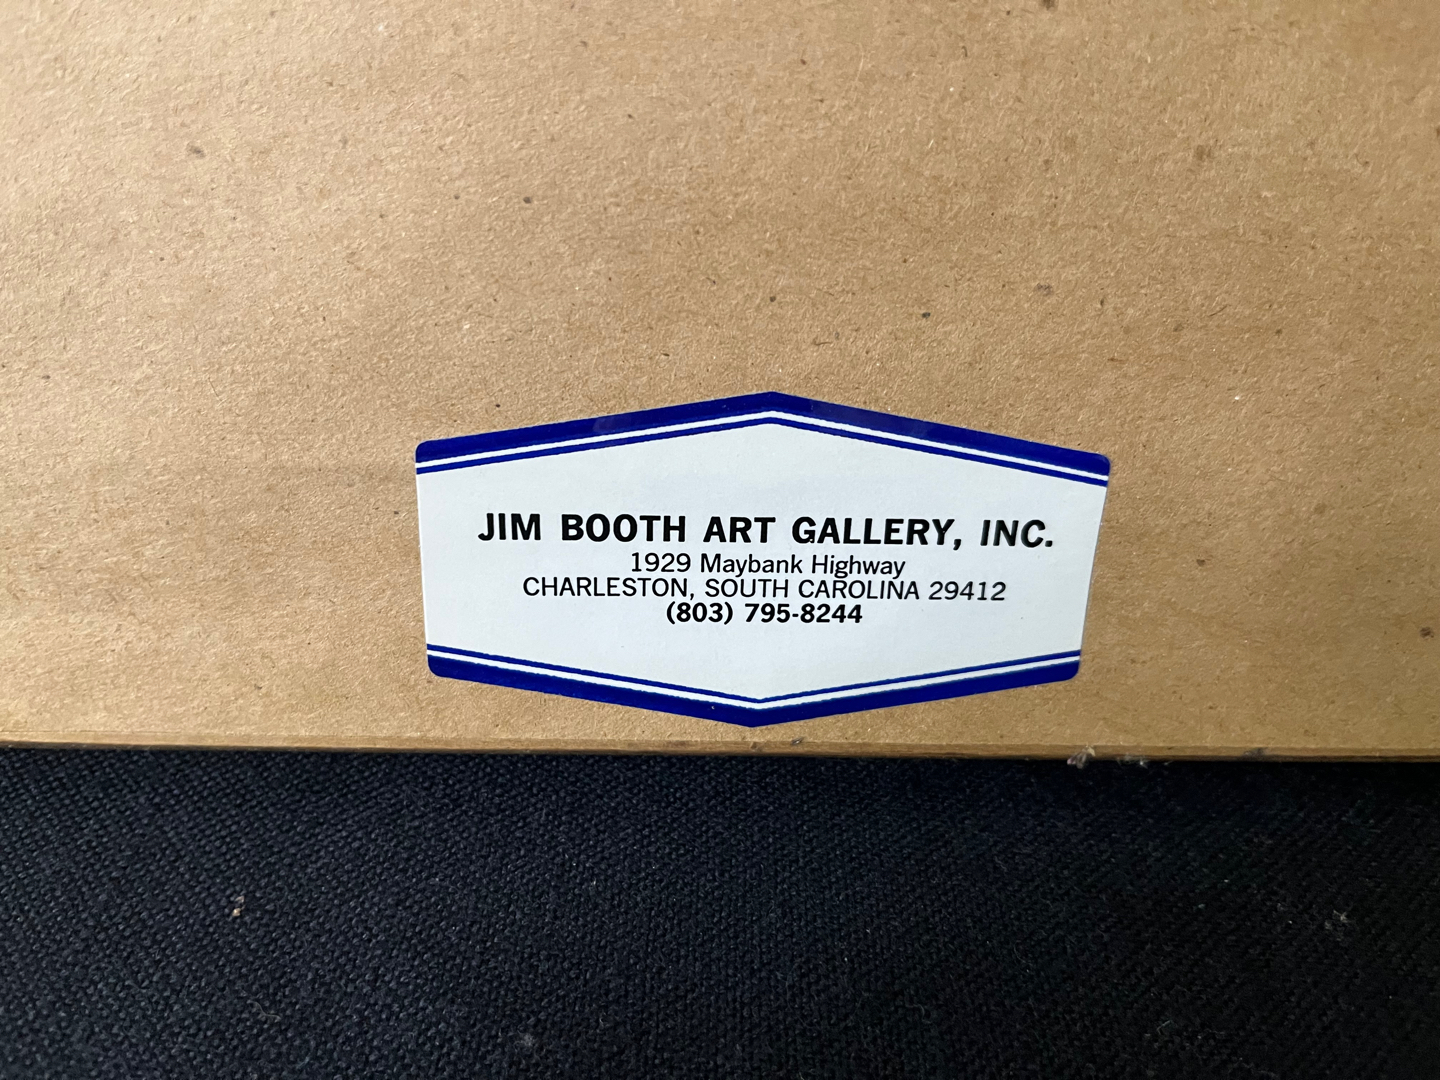 JIM BOOTH ART GALLERY, INC.
1929 Maybank Highway
CHARLESTON, SOUTH CAROLINA 29412
(803) 795-8244